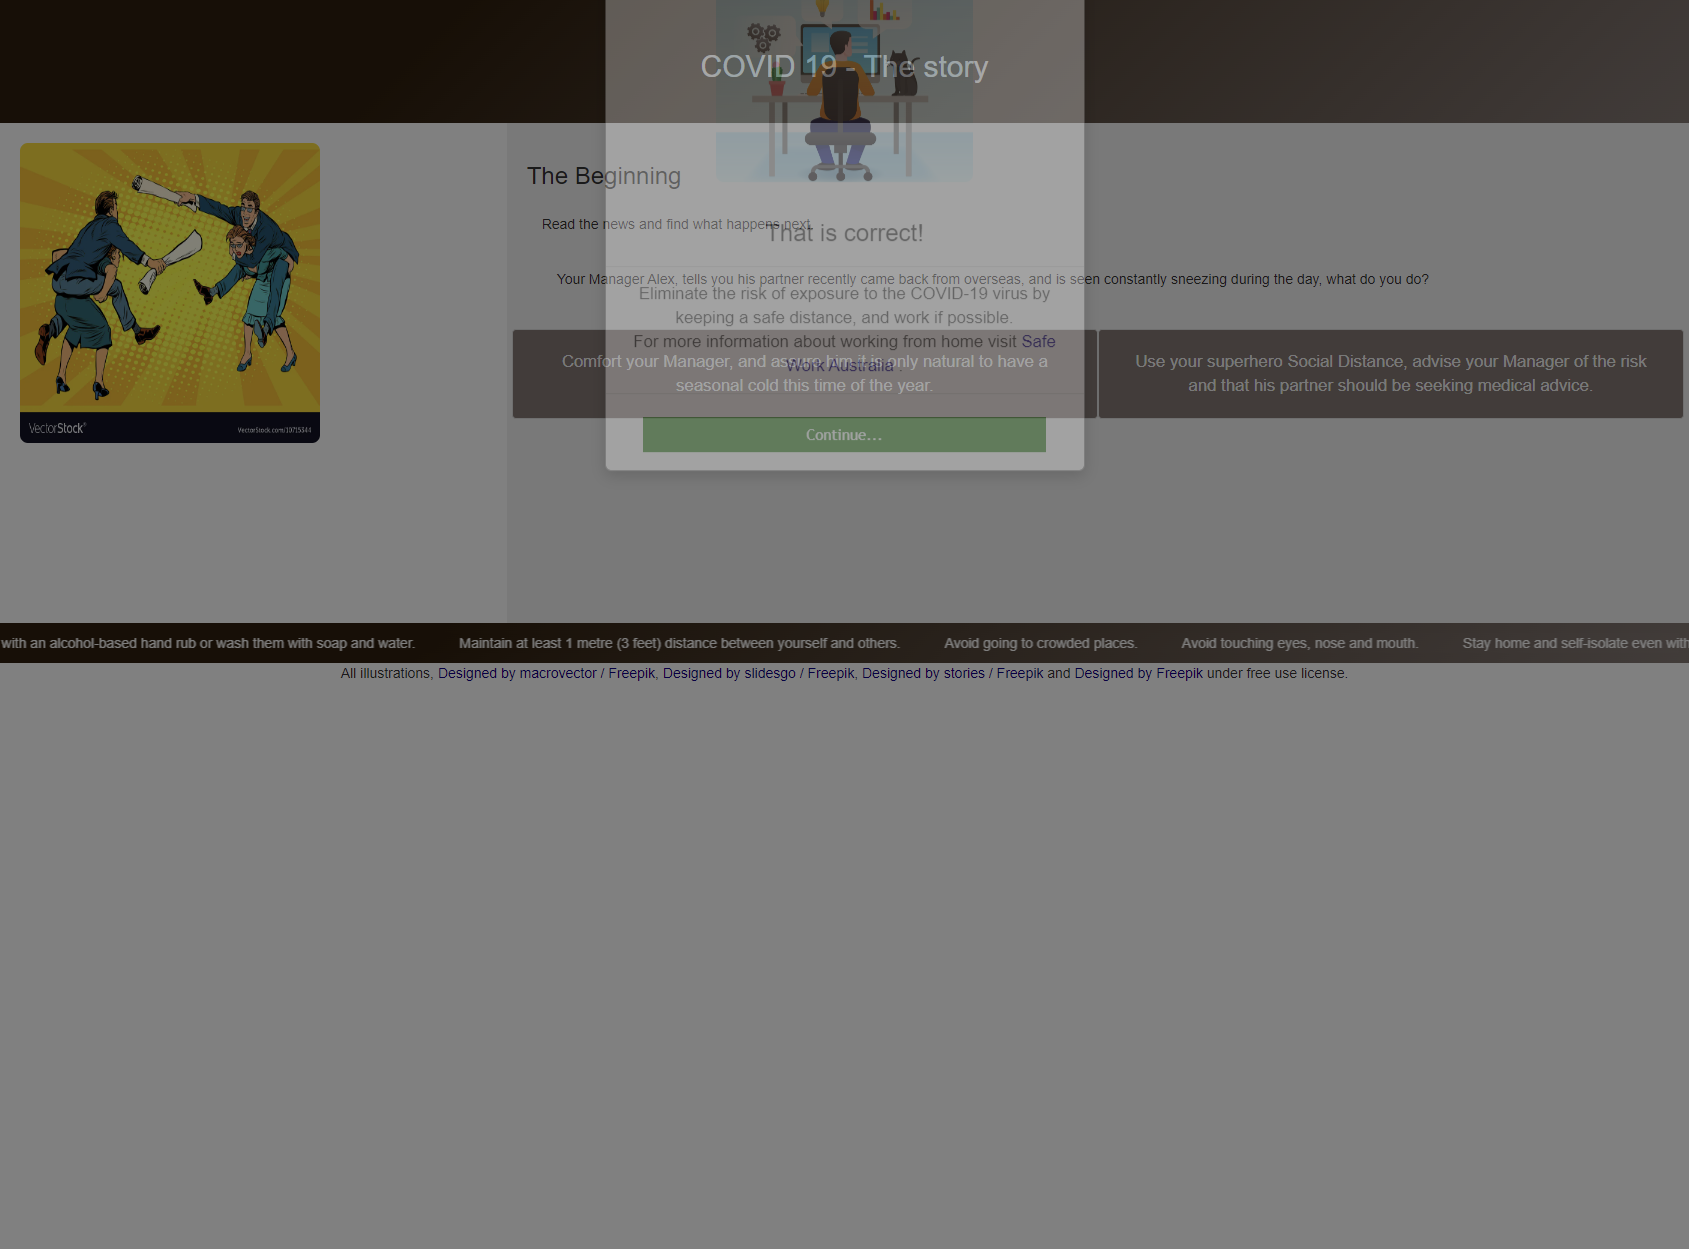 COVID 19 - The story
The Beginning
Read the news and find what happens next.
That is correct!
Your Manager Alex, tells you his partner recently came back from overseas, and is seen constantly sneezing during the day, what do you do?
Eliminate the risk of exposure to the COVID-19 virus by
keeping a safe distance, and work if possible.
For more information about working from home visit Safe
Work Australia .
Comfort your Manager, and assure him it is only natural to have a
seasonal cold this time of the year.
Use your superhero Social Distance, advise your Manager of the risk
and that his partner should be seeking medical advice.
Continue...
VectorStock®
VectorStock.com/19715344
with an alcohol-based hand rub or wash them with soap and water. Maintain at least 1 metre (3 feet) distance between yourself and others. Avoid going to crowded places. Avoid touching eyes, nose and mouth. Stay home and self-isolate even with
All illustrations, Designed by macrovector / Freepik, Designed by slidesgo / Freepik, Designed by stories / Freepik and Designed by Freepik under free use license.